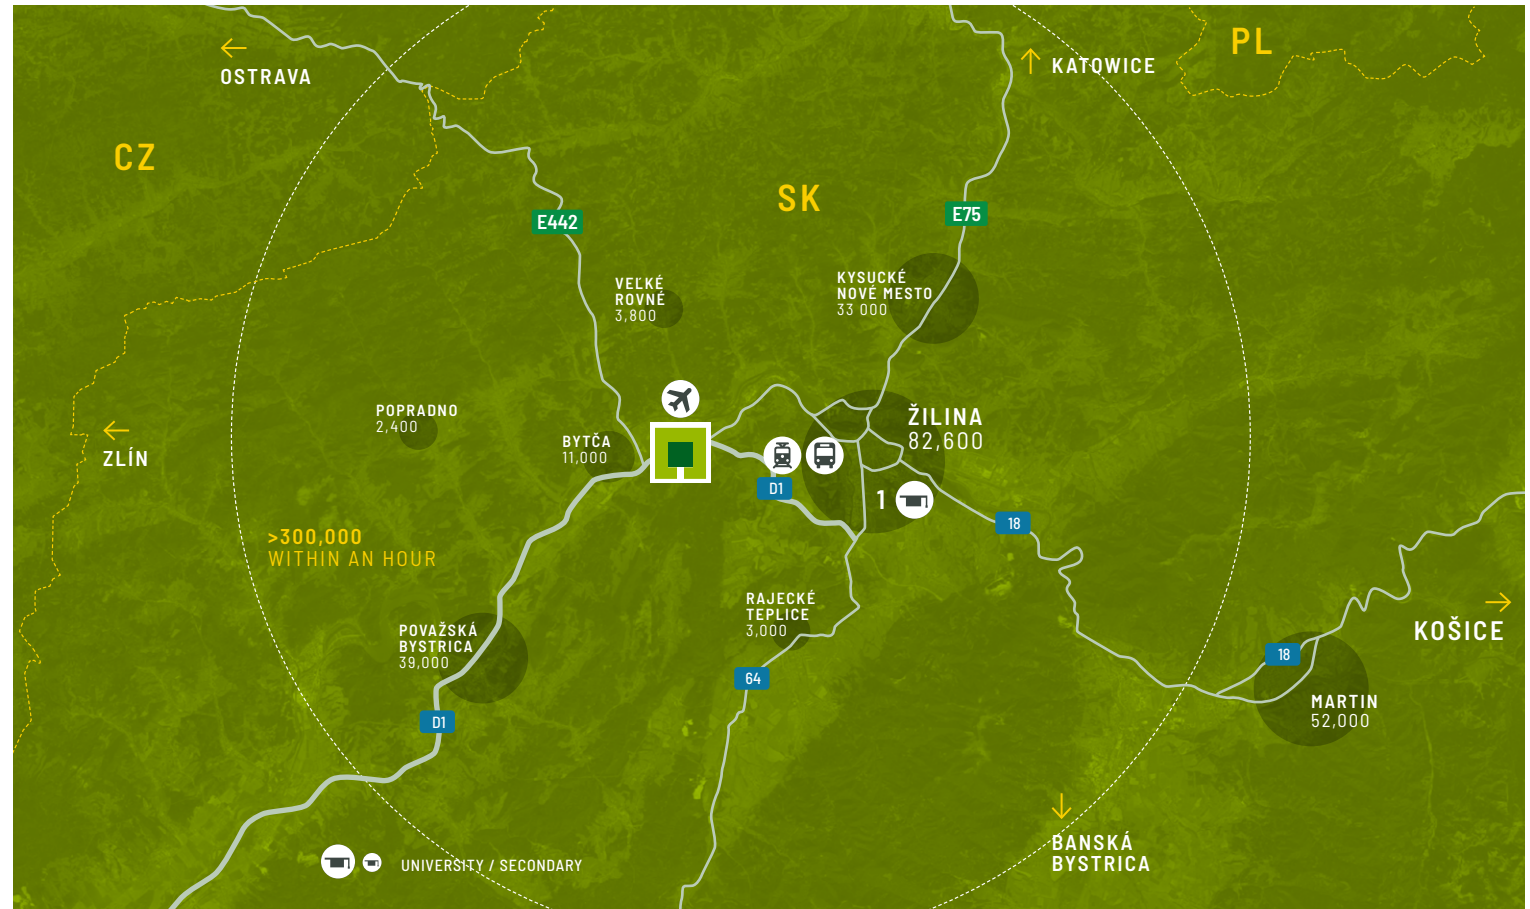 PL
KATOWICE
OSTRAVA
CZ
SK
E442
E75
VEĽKÉ
ROVNÉ
3,800
KYSUCKÉ
NOVÉ MESTO
33 000
POPRADNO
2,400
BYTČA
11,000
ŽILINA
82,600
ZLÍN
D1
1
18
>300,000
WITHIN AN HOUR
RAJECKÉ
TEPLICE
3,000
POVAŽSKÁ
BYSTRICA
39,000
KOŠICE
18
64
MARTIN
52,000
D1
BANSKÁ
BYSTRICA
UNIVERSITY / SECONDARY